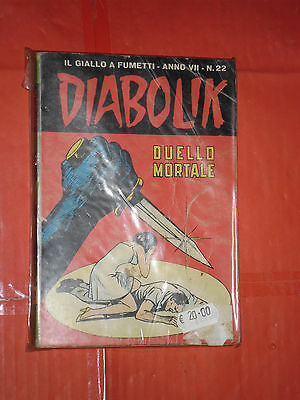 IL GIALLO A FUMETTI - ANNO VII - N. 22
DIABOLIK
DUELLO
MORTALE
€ 20.00